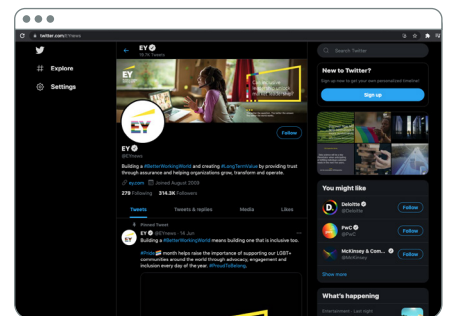 twitter.com/EYnews
Explore
Settings
EY
19.7K Tweets
EY
Follow
EY
@EYnews
Building a #BetterWorkingWorld and creating #LongTermValue by providing trust
through assurance and helping organizations grow, transform and operate.
ey.com Joined August 2009
279 Following 314.3K Followers
Tweets Tweets & replies Media Likes
Pinned Tweet
EY @EYnews · 14 Jun
Building a #BetterWorkingWorld means being one that is inclusive too.
#Pride month helps raise the importance of supporting our LGBT+
communities around the world through advocacy, engagement and
inclusion every day of the year. #ProudToBelong.
Search Twitter
New to Twitter?
Sign up now to get your own personalized timeline!
Sign up
You might like
Deloitte
@Deloitte
Follow
PwC
@PwC
Follow
McKinsey & Com...
@McKinsey
Follow
Show more
What's happening
Entertainment · Last night